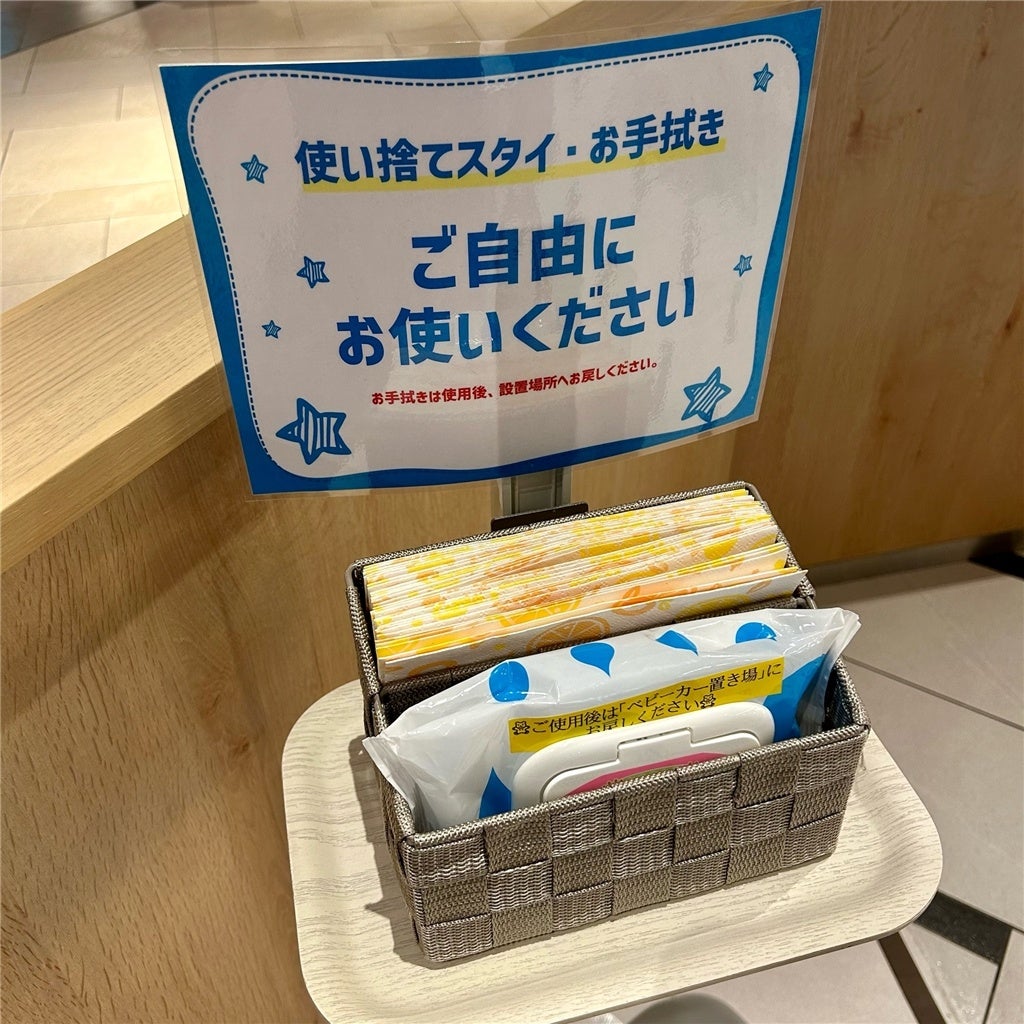 使い捨てスタイ・お手拭き
ご自由に
お使いください
お手拭きは使用後、設置場所へお戻しください。
ご使用後は「ベビーカー置き場」に
お戻しください